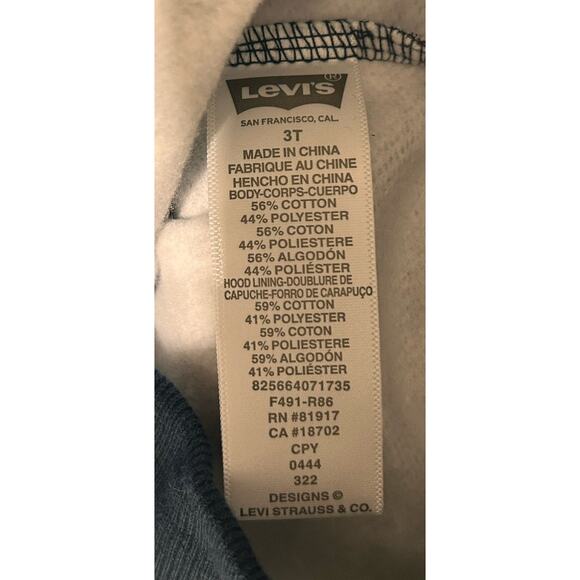 LEVI'S
SAN FRANCISCO, CAL.
3T
MADE IN CHINA
FABRIQUE AU CHINE
HENCHO EN CHINA
BODY-CORPS-CUERPO
56% COTTON
44% POLYESTER
56% COTON
44% POLIESTERE
56% ALGODÓN
44% POLIÉSTER
HOOD LINING-DOUBLURE DE
CAPUCHE-FORRO DE CARAPUÇO
59% COTTON
41% POLYESTER
59% COTON
41% POLIESTERE
59% ALGODÓN
41% POLIÉSTER
825664071735
F491-R86
RN #81917
CA #18702
CPY
0444
322
DESIGNS ©
LEVI STRAUSS & CO.